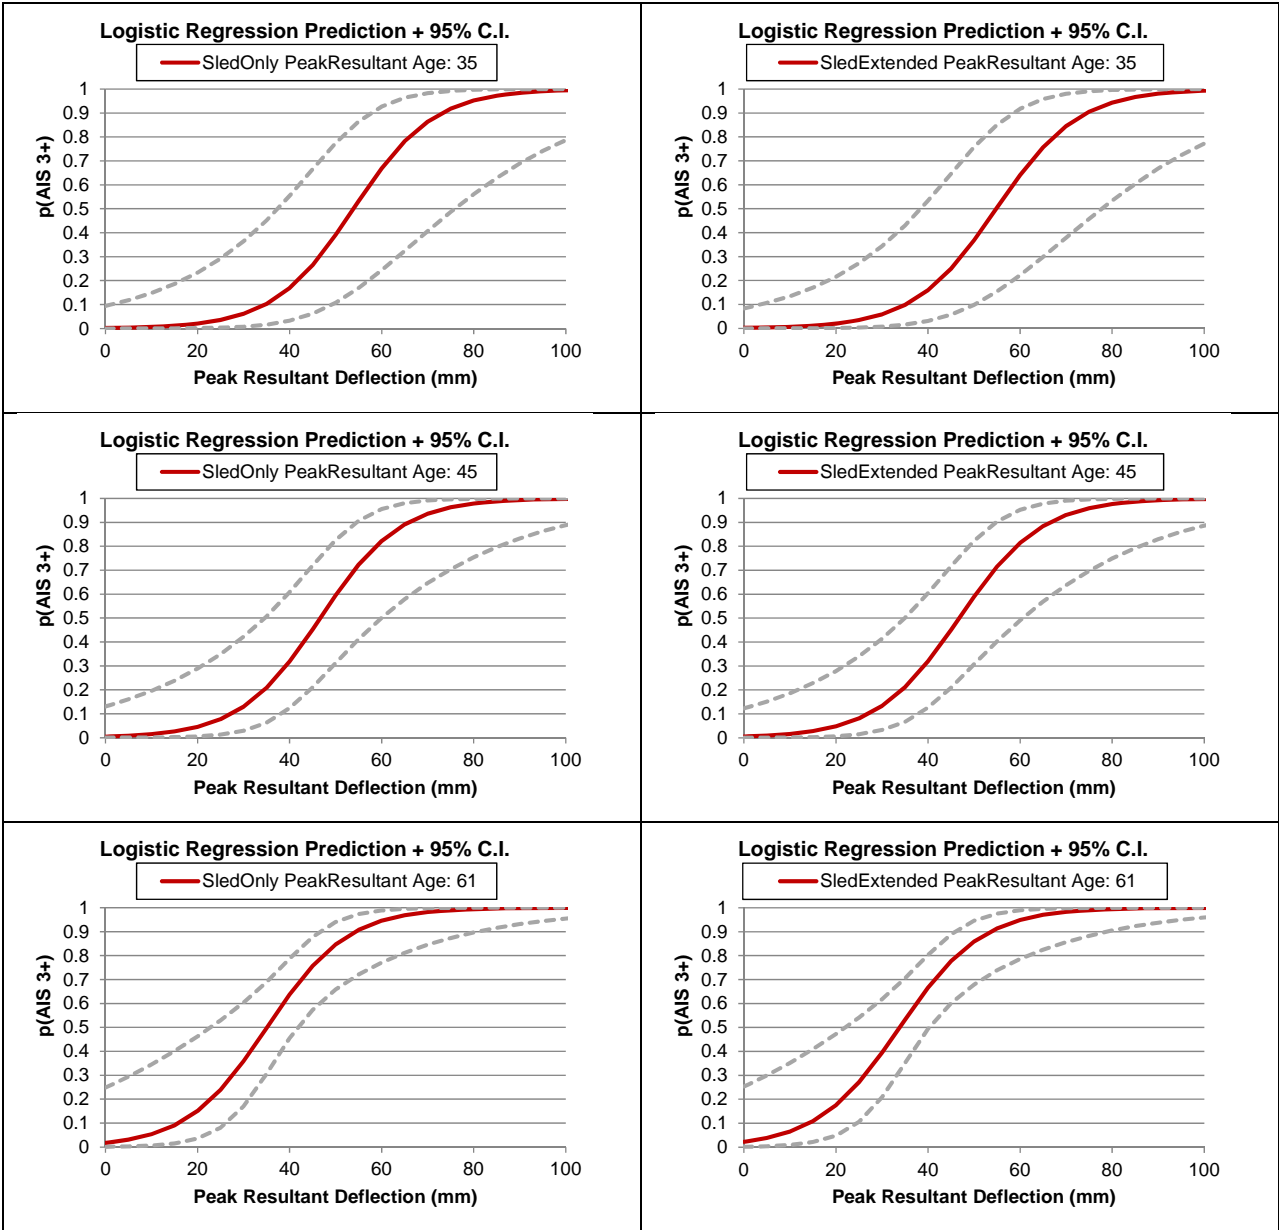 Logistic Regression Prediction + 95% C.I.
SledOnly PeakResultant Age: 35
1
0.9
0.8
0.7
0.6
0.5
0.4
0.3
0.2
0.1
0
p(AIS 3+)
0 20 40 60 80 100
Peak Resultant Deflection (mm)
Logistic Regression Prediction + 95% C.I.
SledExtended PeakResultant Age: 35
1
0.9
0.8
0.7
0.6
0.5
0.4
0.3
0.2
0.1
0
p(AIS 3+)
0 20 40 60 80 100
Peak Resultant Deflection (mm)
Logistic Regression Prediction + 95% C.I.
SledOnly PeakResultant Age: 45
1
0.9
0.8
0.7
0.6
0.5
0.4
0.3
0.2
0.1
0
p(AIS 3+)
0 20 40 60 80 100
Peak Resultant Deflection (mm)
Logistic Regression Prediction + 95% C.I.
SledExtended PeakResultant Age: 45
1
0.9
0.8
0.7
0.6
0.5
0.4
0.3
0.2
0.1
0
p(AIS 3+)
0 20 40 60 80 100
Peak Resultant Deflection (mm)
Logistic Regression Prediction + 95% C.I.
SledOnly PeakResultant Age: 61
1
0.9
0.8
0.7
0.6
0.5
0.4
0.3
0.2
0.1
0
p(AIS 3+)
0 20 40 60 80 100
Peak Resultant Deflection (mm)
Logistic Regression Prediction + 95% C.I.
SledExtended PeakResultant Age: 61
1
0.9
0.8
0.7
0.6
0.5
0.4
0.3
0.2
0.1
0
p(AIS 3+)
0 20 40 60 80 100
Peak Resultant Deflection (mm)